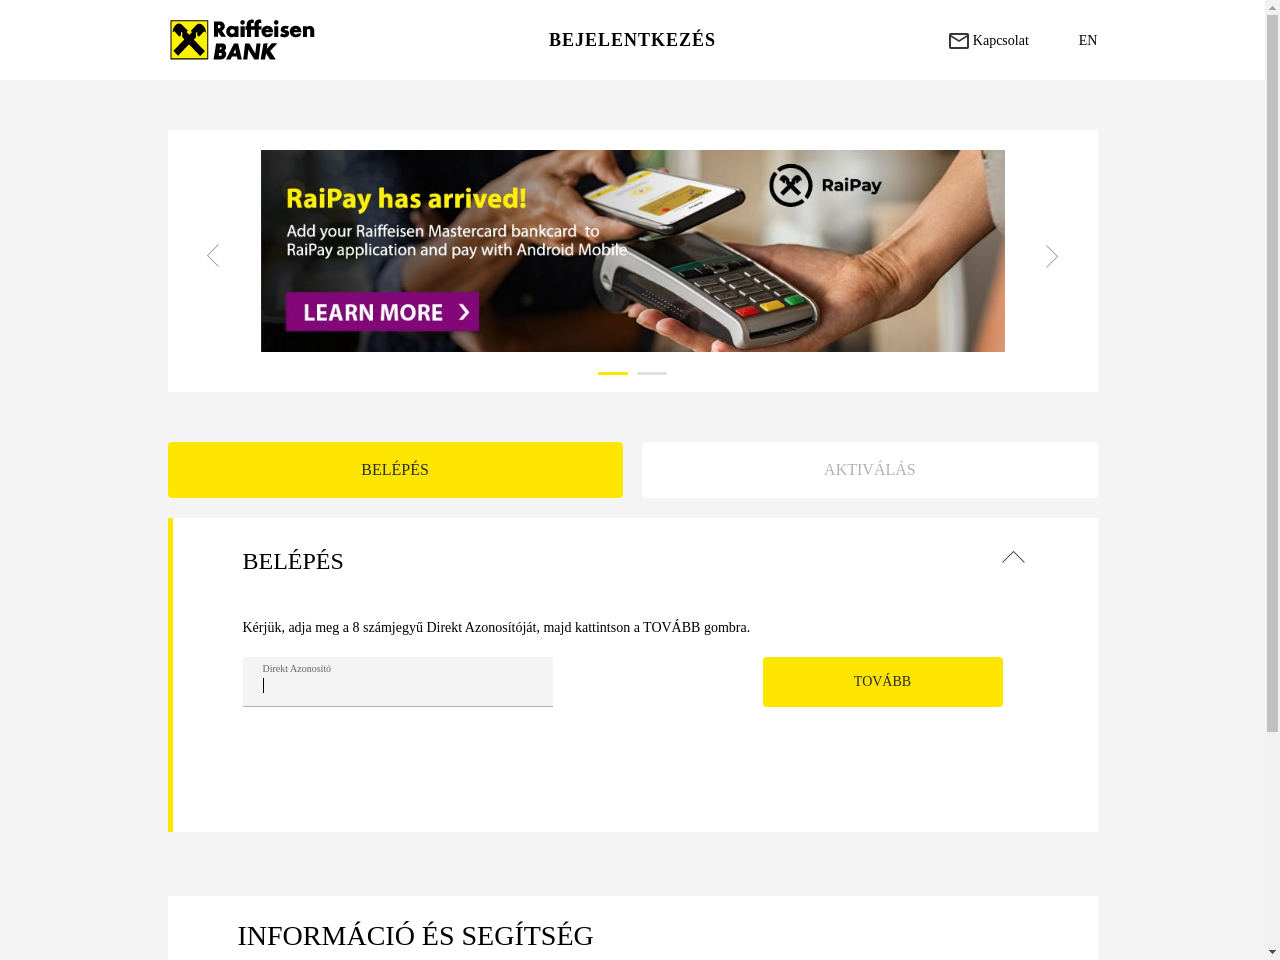 Raiffeisen
BANK
BEJELENTKEZÉS
Kapcsolat
EN
RaiPay has arrived!
Add your Raiffeisen Mastercard bankcard to
RaiPay application and pay with Android Mobile
LEARN MORE
RaiPay
BELÉPÉS
AKTIVÁLÁS
BELÉPÉS
Kérjük, adja meg a 8 számjegyű Direkt Azonosítóját, majd kattintson a TOVÁBB gombra.
Direkt Azonosító
TOVÁBB
INFORMÁCIÓ ÉS SEGÍTSÉG